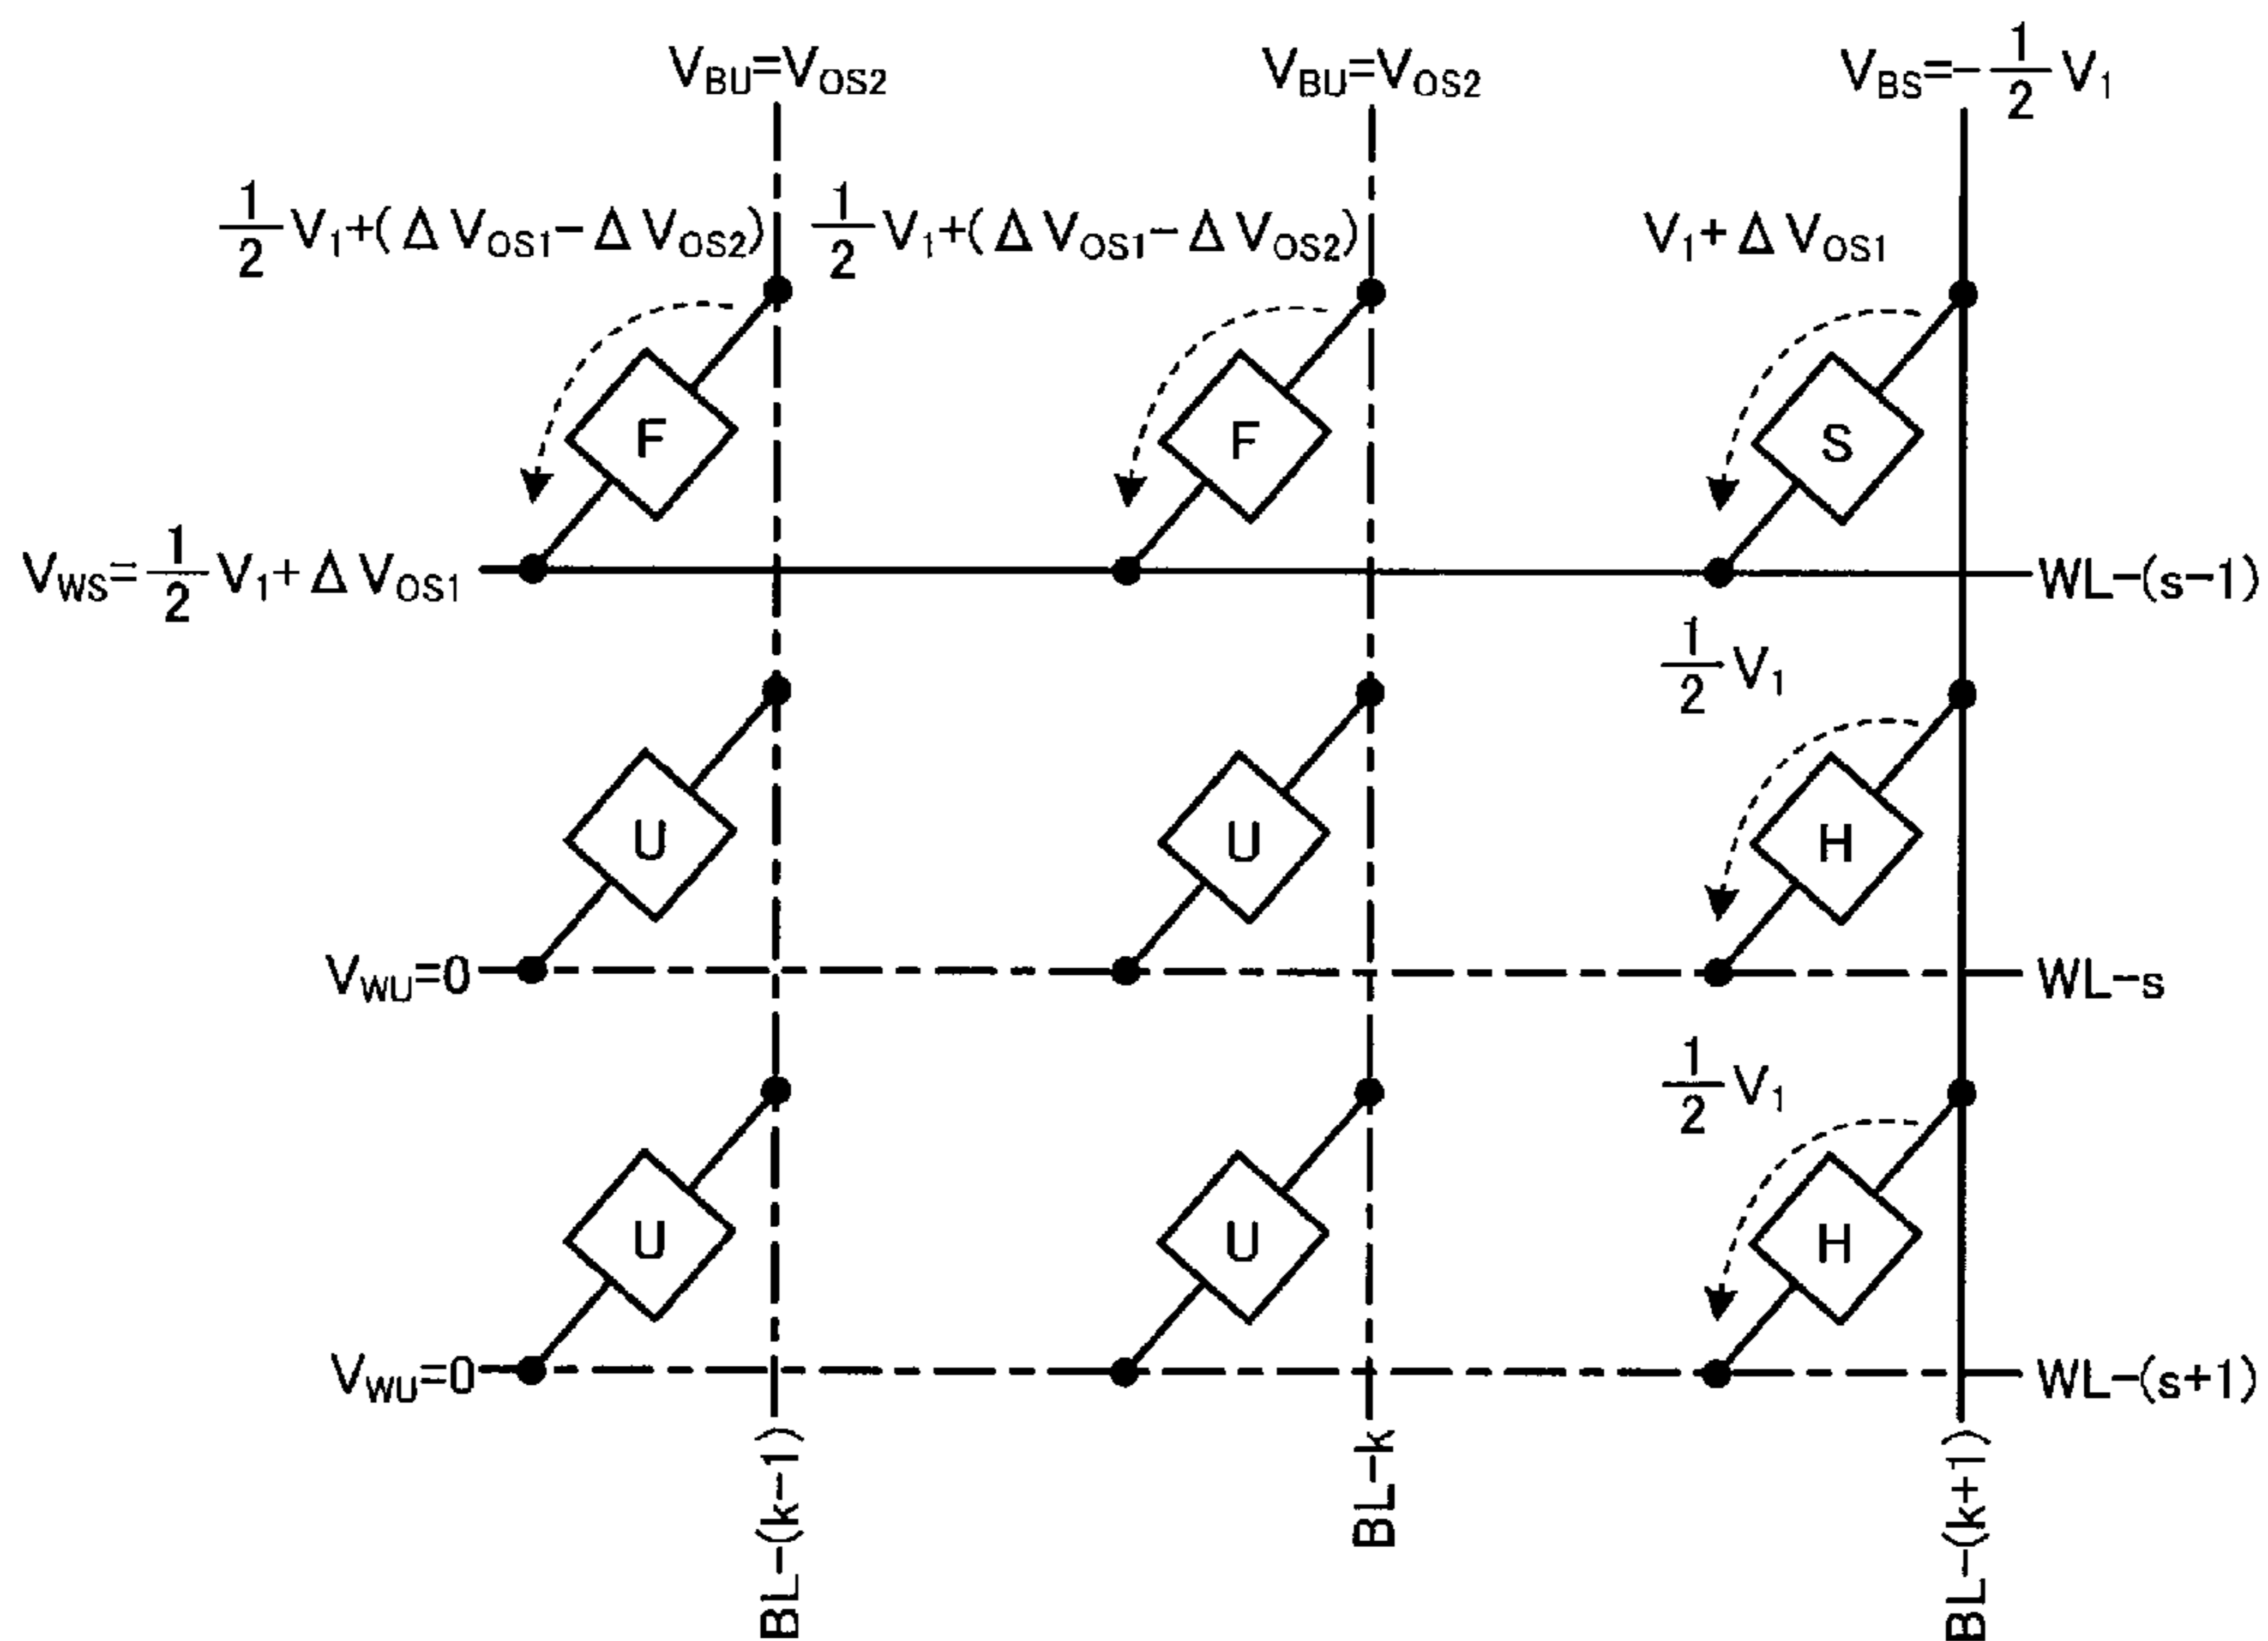 V_BU=V_OS2
V_BU=V_OS2
V_BS=-1/2 V_1
1/2 V_1+(ΔV_OS1-ΔV_OS2)
1/2 V_1+(ΔV_OS1-ΔV_OS2)
V_1+ΔV_OS1
F
F
S
V_WS=1/2 V_1+ΔV_OS1
WL-(s-1)
1/2 V_1
U
U
H
V_WU=0
WL-s
1/2 V_1
U
U
H
V_WU=0
WL-(s+1)
BL-(k-1)
BL-k
BL-(k+1)